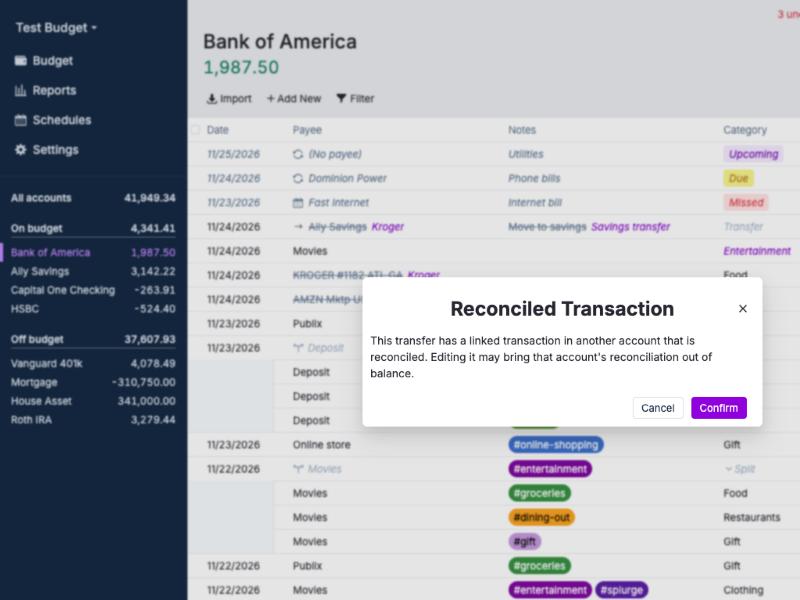 Test Budget
Budget
Reports
Schedules
Settings
All accounts 41,949.34
On budget 4,341.41
Bank of America 1,987.50
Ally Savings 3,142.22
Capital One Checking -263.91
HSBC -524.40
Off budget 37,607.93
Vanguard 401k 4,078.49
Mortgage -310,750.00
House Asset 341,000.00
Roth IRA 3,279.44
3 un
Bank of America
1,987.50
Import + Add New Filter
Date Payee Notes Category
11/25/2026 (No payee) Utilities Upcoming
11/24/2026 Dominion Power Phone bills Due
11/23/2026 Fast internet Internet bill Missed
11/24/2026 → Ally Savings Kroger Move to savings Savings transfer Transfer
11/24/2026 Movies Entertainment
11/24/2026 KROGER #1182 ATL GA Kroger Food
11/24/2026 AMZN Mktp U
11/23/2026 Publix
11/23/2026 Deposit
Deposit
Deposit
Deposit
Reconciled Transaction
This transfer has a linked transaction in another account that is
reconciled. Editing it may bring that account's reconciliation out of
balance.
Cancel Confirm
11/23/2026 Online store #online-shopping Gift
11/22/2026 Movies #entertainment Split
Movies #groceries Food
Movies #dining-out Restaurants
Movies #gift Gift
11/22/2026 Publix #groceries Gift
11/22/2026 Movies #entertainment #splurge Clothing